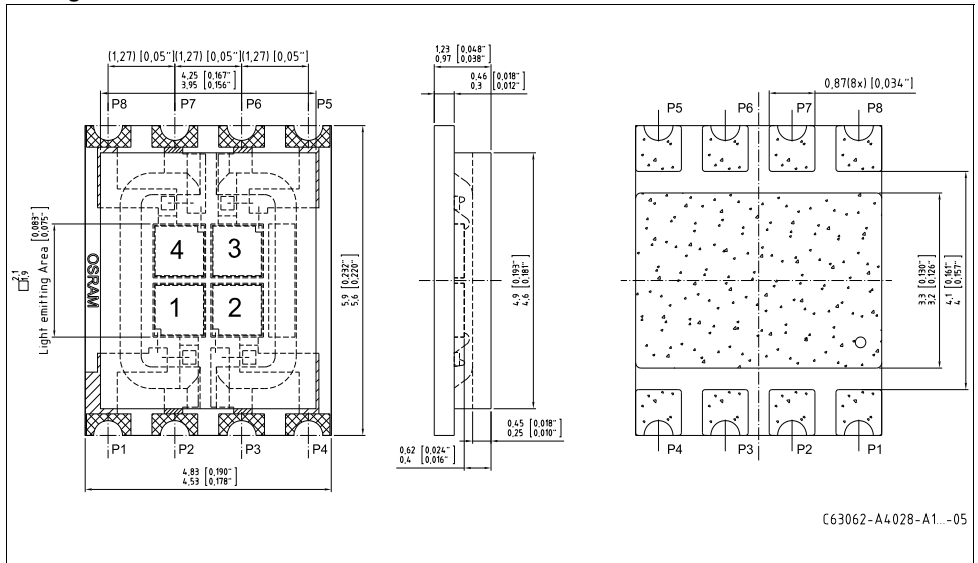 (1,27) [0,05"] (1,27) [0,05"] (1,27) [0,05"]
4,25 [0,167"]
3,95 [0,156"]
P8 P7 P6 P5
□ 2,1
1,9
Light emitting Area [0,083"]
[0,075"]
OSRAM
4 3
1 2
5,9 [0,232"]
5,6 [0,220"]
P1 P2 P3 P4
4,83 [0,190"]
4,53 [0,178"]
1,23 [0,048"]
0,97 [0,038"]
0,46 [0,018"]
0,3 [0,012"]
4,9 [0,193"]
4,6 [0,181"]
0,45 [0,018"]
0,25 [0,010"]
0,62 [0,024"]
0,4 [0,016"]
0,87(8x) [0,034"]
P5 P6 P7 P8
3,3 [0,130"]
3,2 [0,126"]
4,1 [0,161"]
4 [0,157"]
P4 P3 P2 P1
C63062-A4028-A1...-05